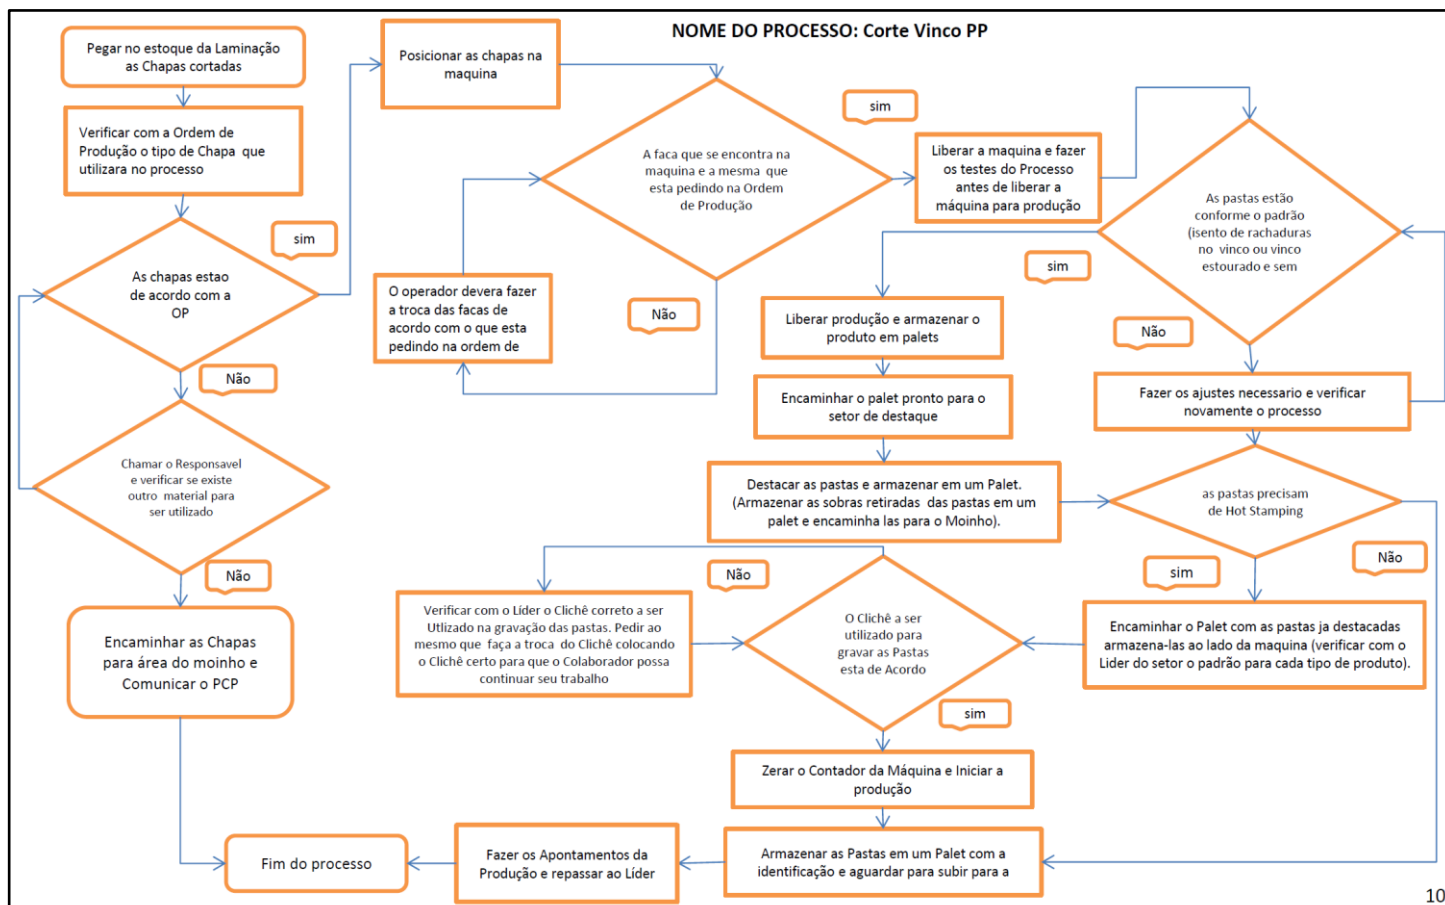 NOME DO PROCESSO: Corte Vinco PP
Pegar no estoque da Laminação
as Chapas cortadas
Verificar com a Ordem de
Produção o tipo de Chapa que
utilizara no processo
As chapas estao
de acordo com a
OP
sim
Não
Chamar o Responsavel
e verificar se existe
outro material para
ser utilizado
Não
Encaminhar as Chapas
para área do moinho e
Comunicar o PCP
Posicionar as chapas na
maquina
A faca que se encontra na
maquina e a mesma que
esta pedindo na Ordem
de Produção
sim
Não
O operador devera fazer
a troca das facas de
acordo com o que esta
pedindo na ordem de
Liberar a maquina e fazer
os testes do Processo
antes de liberar a
máquina para produção
As pastas estão
conforme o padrão
(isento de rachaduras
no vinco ou vinco
estourado e sem
sim
Não
Liberar produção e armazenar o
produto em palets
Fazer os ajustes necessario e verificar
novamente o processo
Encaminhar o palet pronto para o
setor de destaque
Destacar as pastas e armazenar em um Palet.
(Armazenar as sobras retiradas das pastas em um
palet e encaminha las para o Moinho).
as pastas precisam
de Hot Stamping
sim
Não
Encaminhar o Palet com as pastas ja destacadas
armazena-las ao lado da maquina (verificar com o
Lider do setor o padrão para cada tipo de produto).
O Clichê a ser
utilizado para
gravar as Pastas
esta de Acordo
Não
sim
Verificar com o Líder o Clichê correto a ser
Utlizado na gravação das pastas. Pedir ao
mesmo que faça a troca do Clichê colocando
o Clichê certo para que o Colaborador possa
continuar seu trabalho
Zerar o Contador da Máquina e Iniciar a
produção
Armazenar as Pastas em um Palet com a
identificação e aguardar para subir para a
Fazer os Apontamentos da
Produção e repassar ao Líder
Fim do processo
10